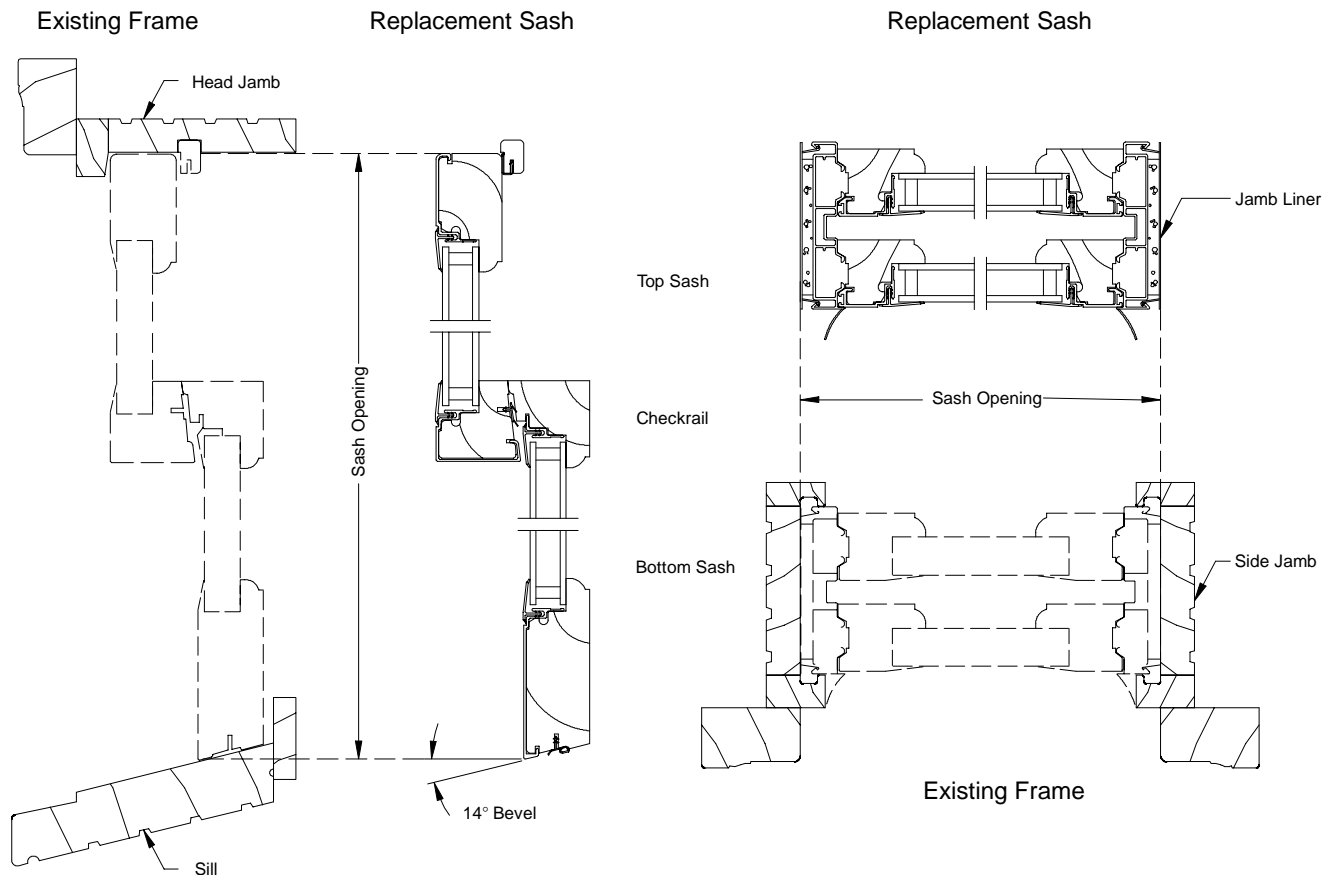 Existing Frame
Replacement Sash
Replacement Sash
Head Jamb
Jamb Liner
Top Sash
Sash Opening
Sash Opening
Checkrail
Bottom Sash
Side Jamb
Existing Frame
14° Bevel
Sill